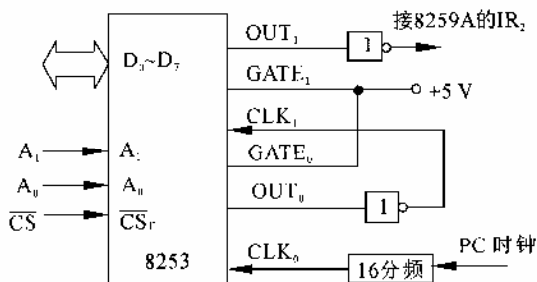 OUT₁
1
接8259A的IR₂
D₀~D₇
GATE₁
+5 V
CLK₁
A₁
A₁
GATE₀
A₀
A₀
OUT₀
1
CS
CS
CLK₀
16分频
PC 时钟
8253